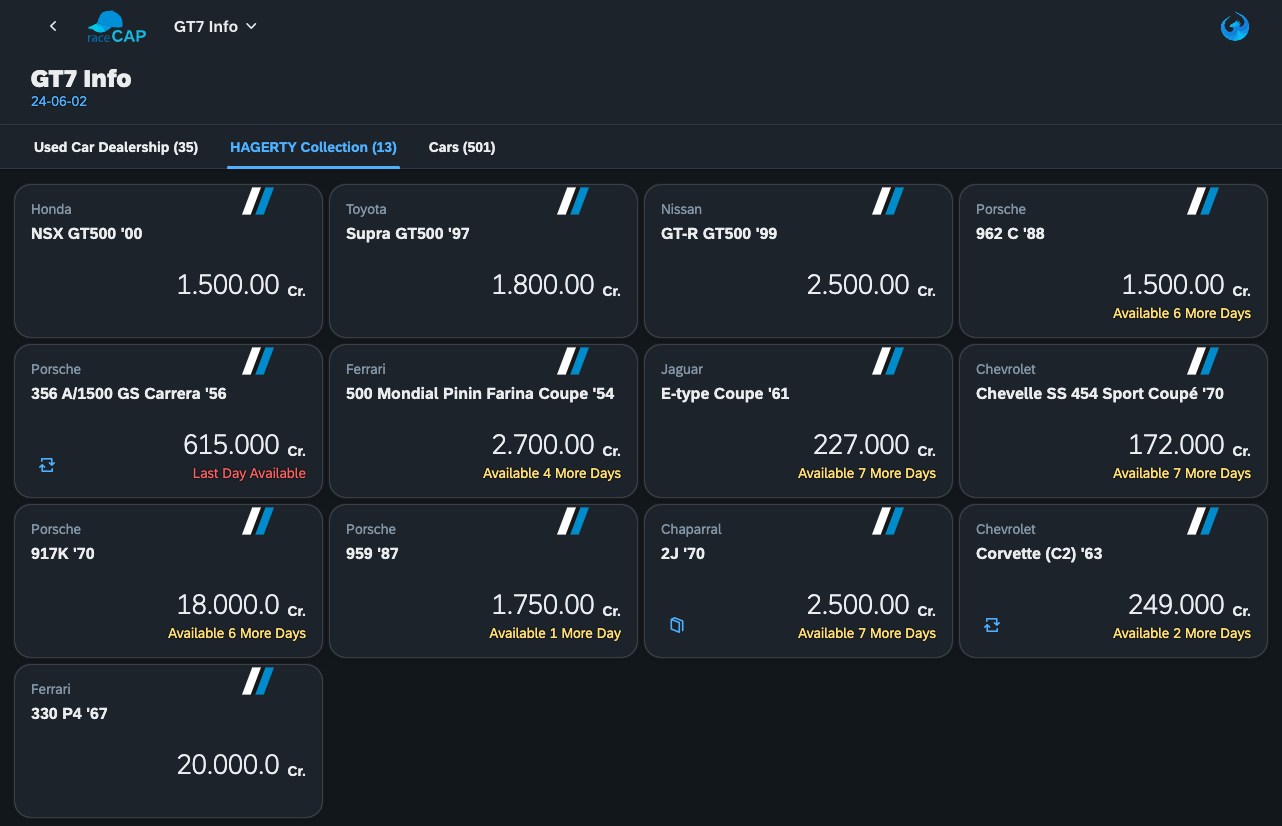 raceCAP
GT7 Info
GT7 Info
24-06-02
Used Car Dealership (35)
HAGERTY Collection (13)
Cars (501)
Honda
NSX GT500 '00
1.500.00 Cr.
Toyota
Supra GT500 '97
1.800.00 Cr.
Nissan
GT-R GT500 '99
2.500.00 Cr.
Porsche
962 C '88
1.500.00 Cr.
Available 6 More Days
Porsche
356 A/1500 GS Carrera '56
615.000 Cr.
Last Day Available
Ferrari
500 Mondial Pinin Farina Coupe '54
2.700.00 Cr.
Available 4 More Days
Jaguar
E-type Coupe '61
227.000 Cr.
Available 7 More Days
Chevrolet
Chevelle SS 454 Sport Coupé '70
172.000 Cr.
Available 7 More Days
Porsche
917K '70
18.000.0 Cr.
Available 6 More Days
Porsche
959 '87
1.750.00 Cr.
Available 1 More Day
Chaparral
2J '70
2.500.00 Cr.
Available 7 More Days
Chevrolet
Corvette (C2) '63
249.000 Cr.
Available 2 More Days
Ferrari
330 P4 '67
20.000.0 Cr.